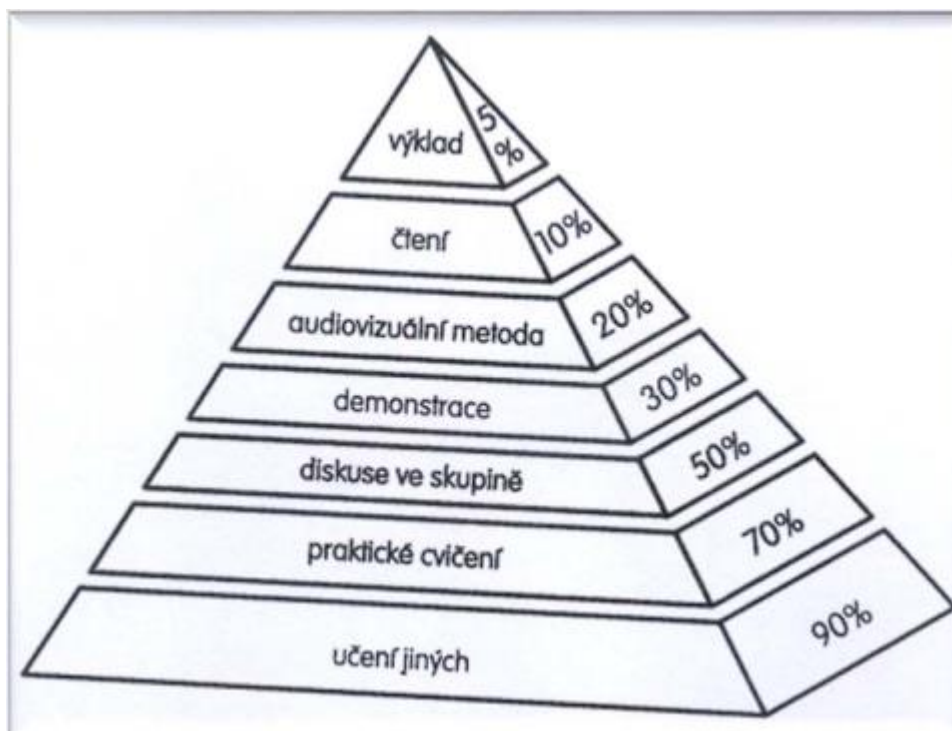 výklad
5
%
čtení
10%
audiovizuální metoda
20%
demonstrace
30%
diskuse ve skupině
50%
praktické cvičení
70%
učení jiných
90%